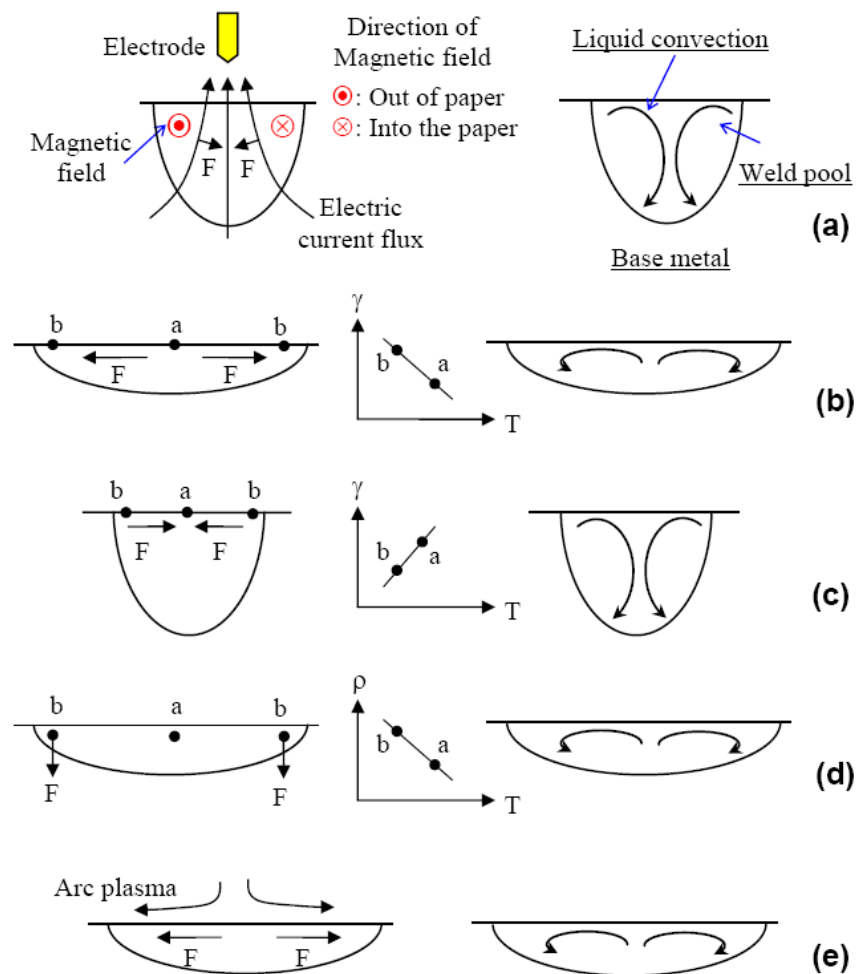 Electrode
Direction of
Magnetic field
⊙: Out of paper
⊗: Into the paper
Magnetic
field
F
F
Electric
current flux
Liquid convection
Weld pool
Base metal
(a)
b
a
b
F
F
γ
b
a
T
(b)
b
a
b
F
F
γ
b
a
T
(c)
b
a
b
F
F
ρ
b
a
T
(d)
Arc plasma
F
F
(e)